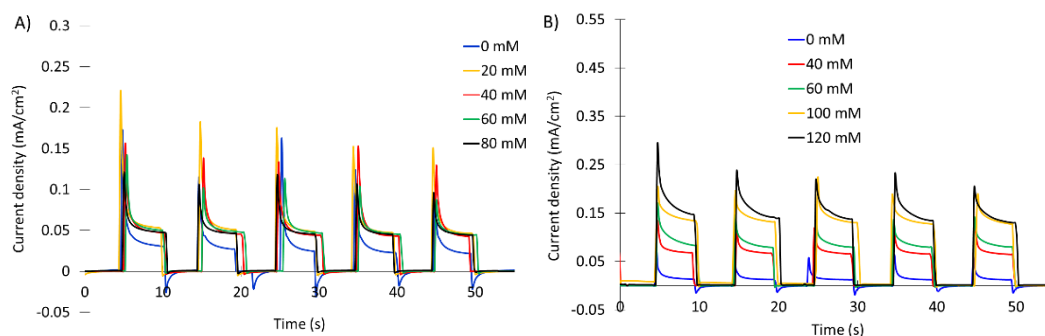 A)
Current density (mA/cm²)
0.3
0.25
0.2
0.15
0.1
0.05
0
-0.05
0 10 20 30 40 50
Time (s)
0 mM
20 mM
40 mM
60 mM
80 mM
B)
Current density (mA/cm²)
0.55
0.45
0.35
0.25
0.15
0.05
-0.05
0 10 20 30 40 50
Time (s)
0 mM
40 mM
60 mM
100 mM
120 mM